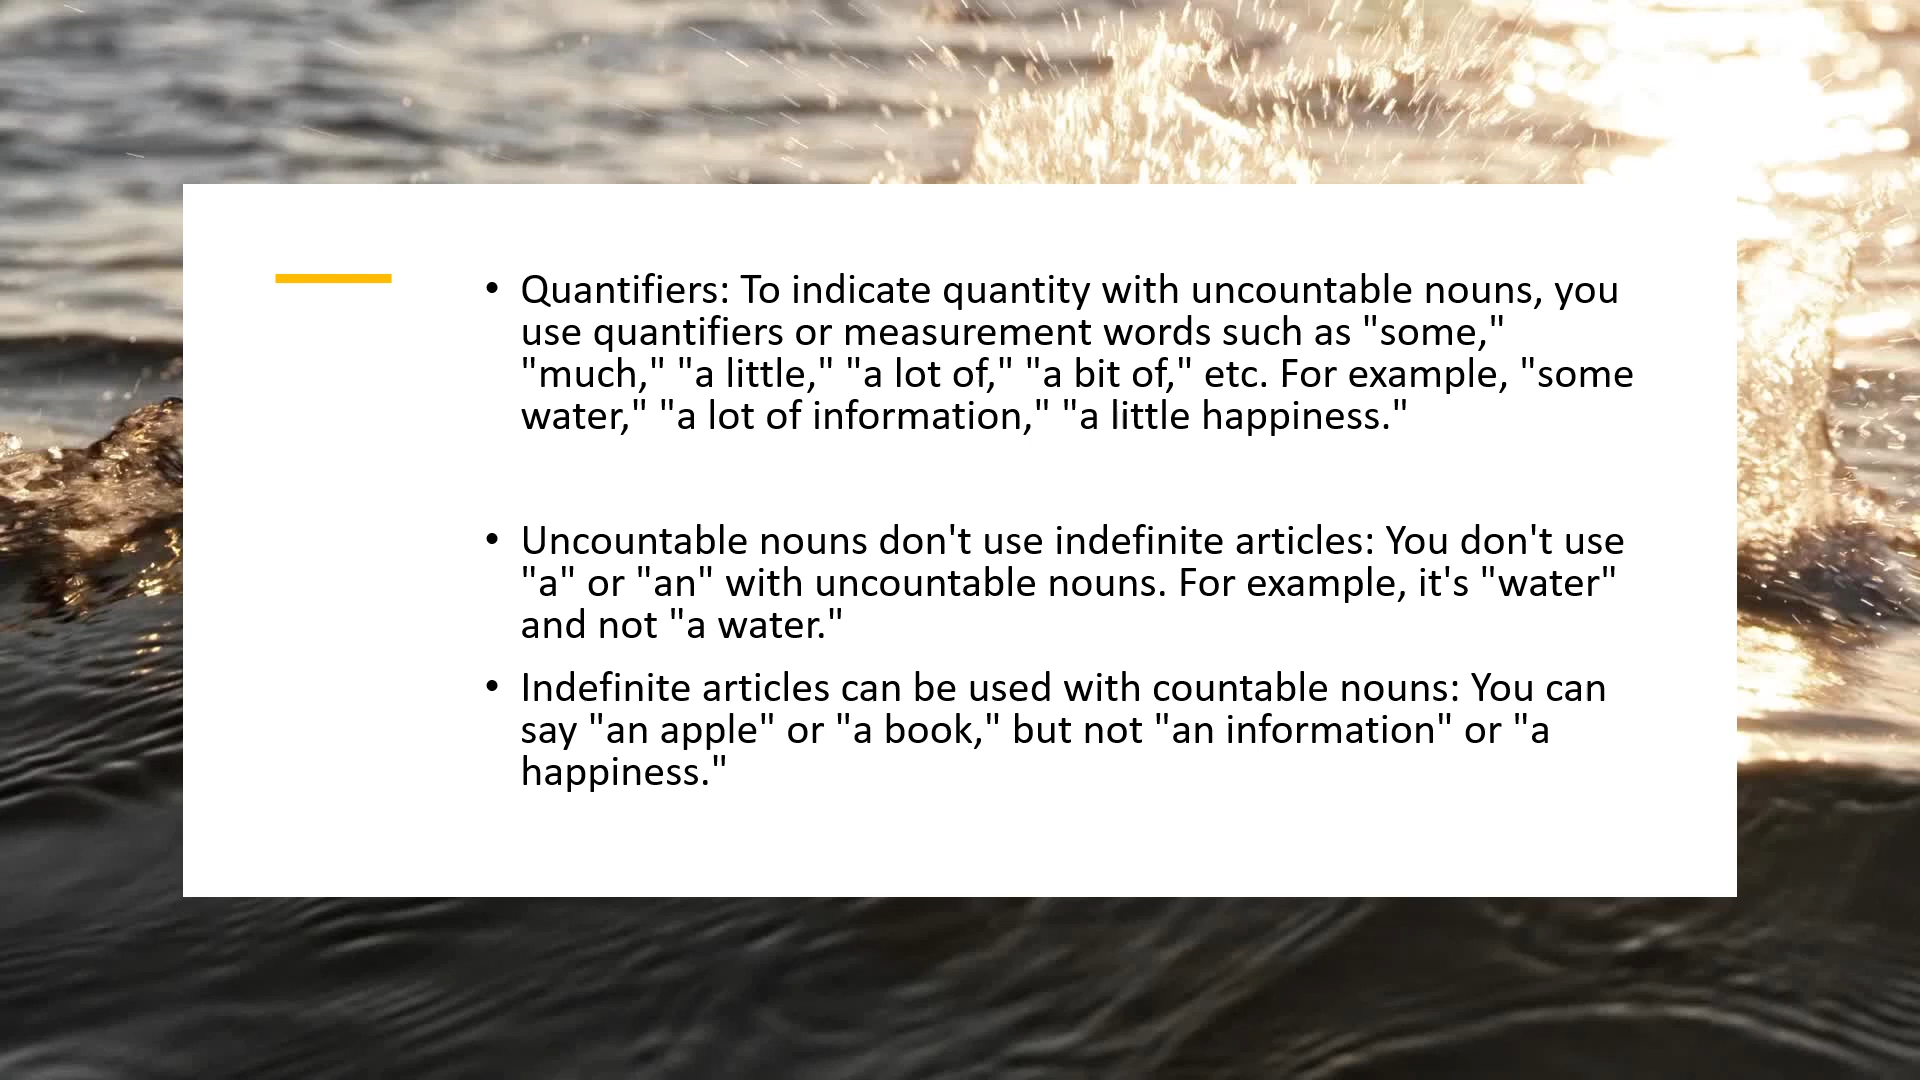 • Quantifiers: To indicate quantity with uncountable nouns, you
use quantifiers or measurement words such as "some,"
"much," "a little," "a lot of," "a bit of," etc. For example, "some
water," "a lot of information," "a little happiness."
• Uncountable nouns don't use indefinite articles: You don't use
"a" or "an" with uncountable nouns. For example, it's "water"
and not "a water."
• Indefinite articles can be used with countable nouns: You can
say "an apple" or "a book," but not "an information" or "a
happiness."